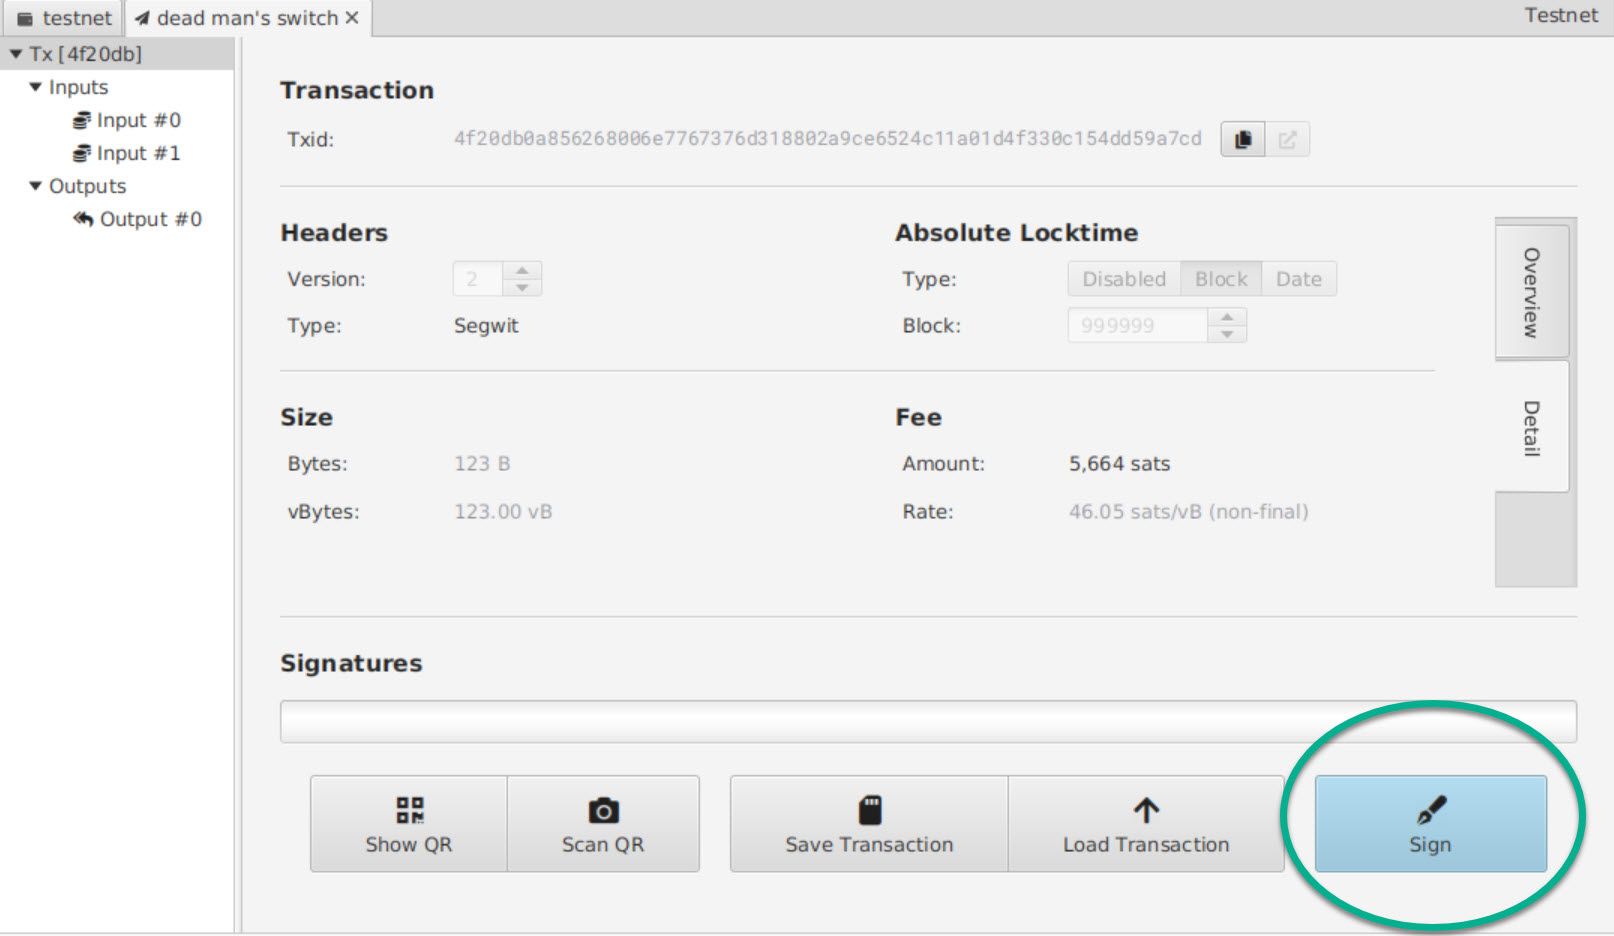 testnet
dead man's switch
Testnet
Tx [4f20db]
Inputs
Input #0
Input #1
Outputs
Output #0
Transaction
Txid: 4f20db0a856268006e7767376d318802a9ce6524c11a01d4f330c154dd59a7cd
Headers
Version: 2
Type: Segwit
Absolute Locktime
Type: Disabled Block Date
Block: 999999
Overview
Detail
Size
Bytes: 123 B
vBytes: 123.00 vB
Fee
Amount: 5,664 sats
Rate: 46.05 sats/vB (non-final)
Signatures
Show QR
Scan QR
Save Transaction
Load Transaction
Sign